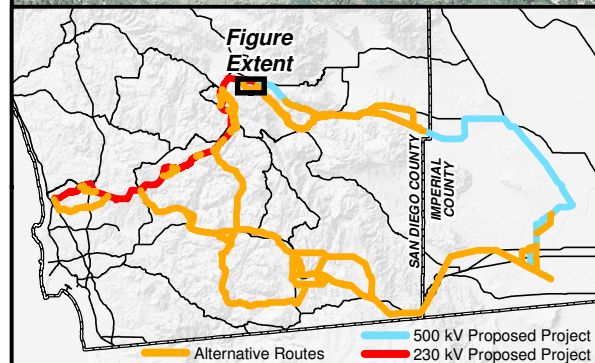 Figure
Extent
SAN DIEGO COUNTY
IMPERIAL
COUNTY
500 kV Proposed Project
Alternative Routes
230 kV Proposed Project